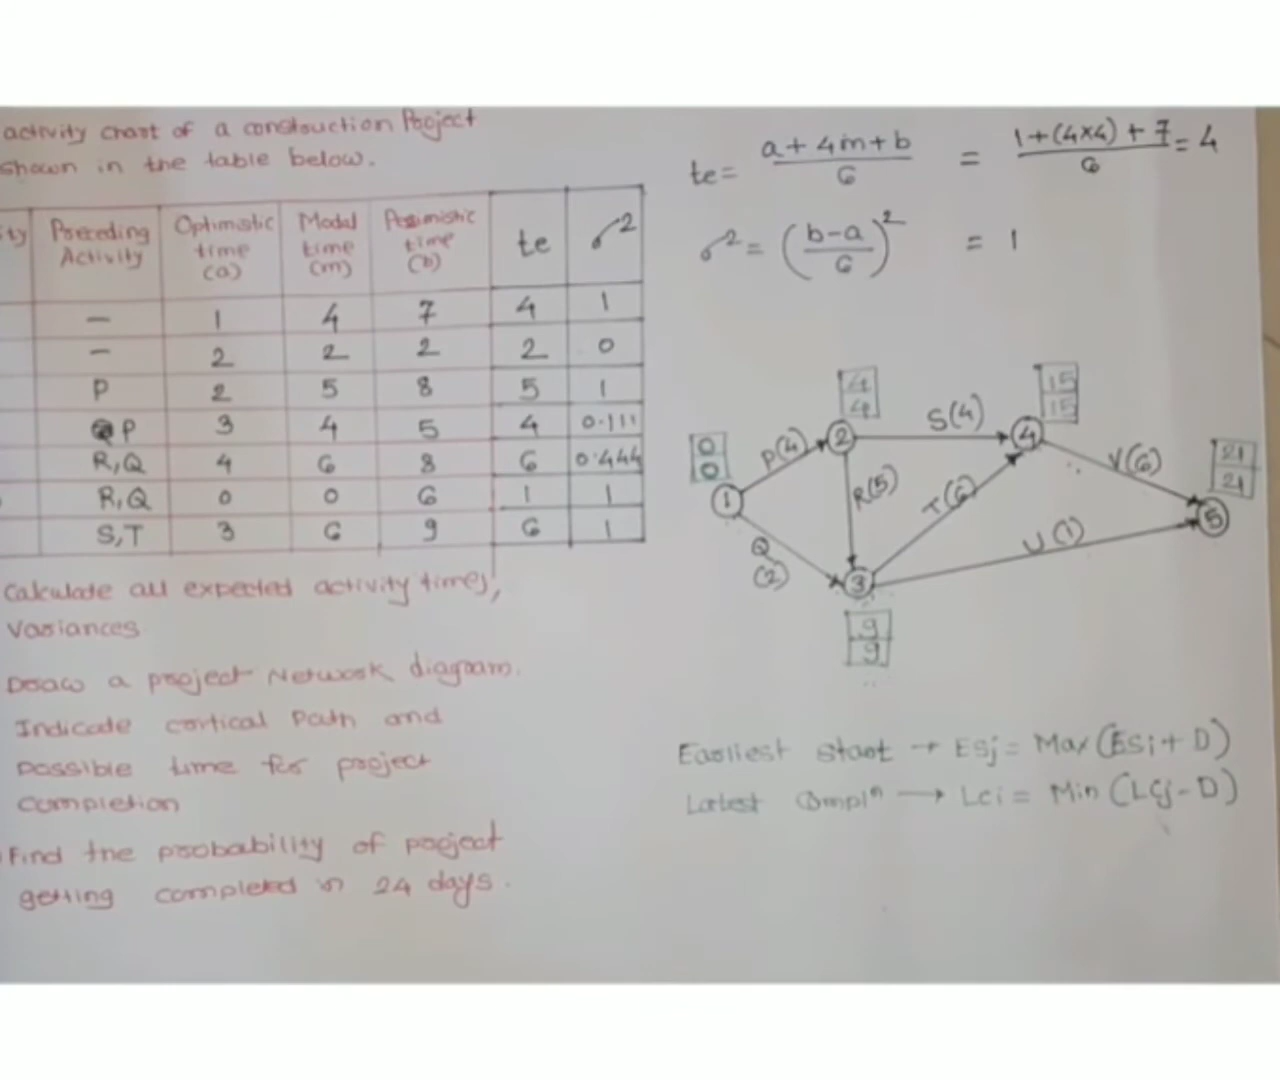 activity chart of a construction Project
shown in the table below.
ity Preceding Activity Optimistic time (a) Modal time (m) Pessimistic time (b) te σ²
— 1 4 7 4 1
— 2 2 2 2 0
P 2 5 8 5 1
P 3 4 5 4 0.111
R,Q 4 6 8 6 0.444
R,Q 0 0 6 1 1
S,T 3 6 9 6 1
Calculate all expected activity times,
Variances
Draw a project Network diagram.
Indicate cortical Path and
possible time for project
completion
Find the probability of project
getting completed in 24 days.
te = a + 4m + b / 6 = 1 + (4×4) + 7 / 6 = 4
σ² = (b-a / 6)² = 1
4
4
15
15
0
0
21
21
1 P(4) 2 S(4) 4 V(6) 5
R(5) T(6)
Q (2) 3 U(1)
9
9
Earliest start → ESj = Max (ESi + D)
Latest Complⁿ → Lci = Min (LCj - D)